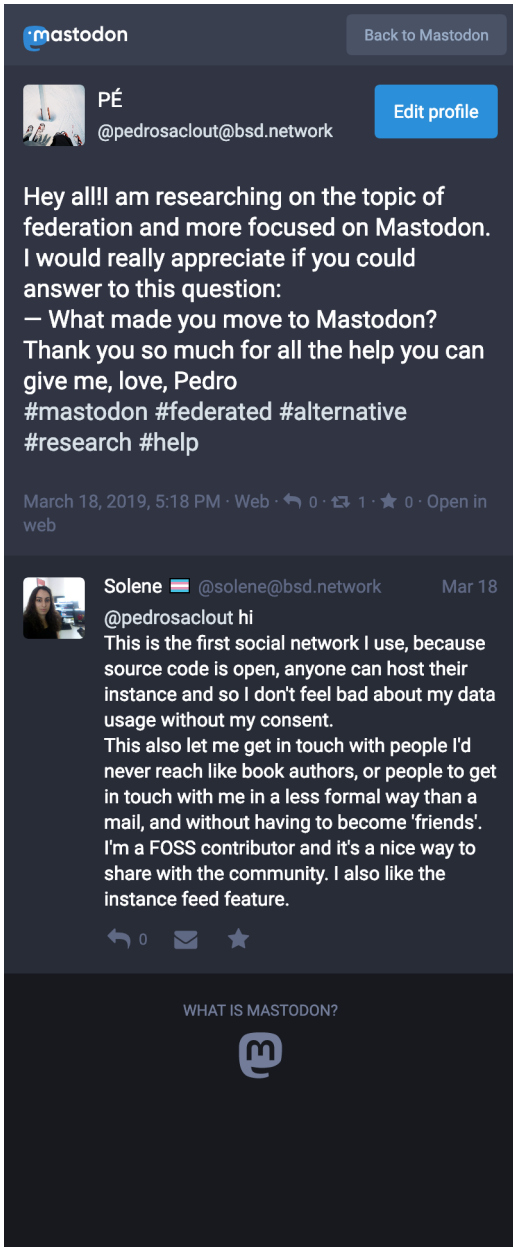 mastodon
Back to Mastodon
PÉ
@pedrosaclout@bsd.network
Edit profile
Hey all!I am researching on the topic of
federation and more focused on Mastodon.
I would really appreciate if you could
answer to this question:
— What made you move to Mastodon?
Thank you so much for all the help you can
give me, love, Pedro
#mastodon #federated #alternative
#research #help
March 18, 2019, 5:18 PM · Web · 0 · 1 · 0 · Open in
web
Solene @solene@bsd.network Mar 18
@pedrosaclout hi
This is the first social network I use, because
source code is open, anyone can host their
instance and so I don't feel bad about my data
usage without my consent.
This also let me get in touch with people I'd
never reach like book authors, or people to get
in touch with me in a less formal way than a
mail, and without having to become 'friends'.
I'm a FOSS contributor and it's a nice way to
share with the community. I also like the
instance feed feature.
0
WHAT IS MASTODON?